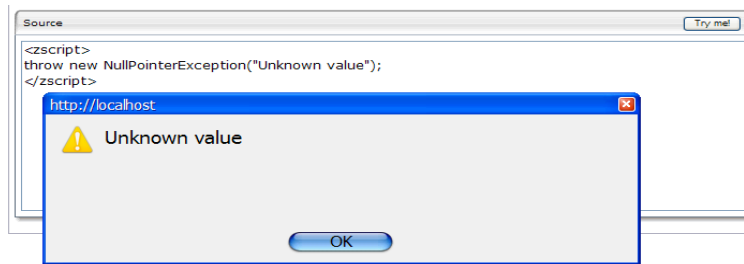 Source
Try me!
<zscript>
throw new NullPointerException("Unknown value");
</zscript>
http://localhost
Unknown value
OK